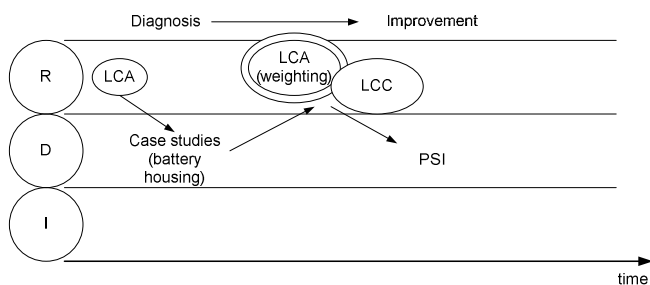 Diagnosis
Improvement
R
LCA
LCA
(weighting)
LCC
D
Case studies
(battery
housing)
PSI
I
time